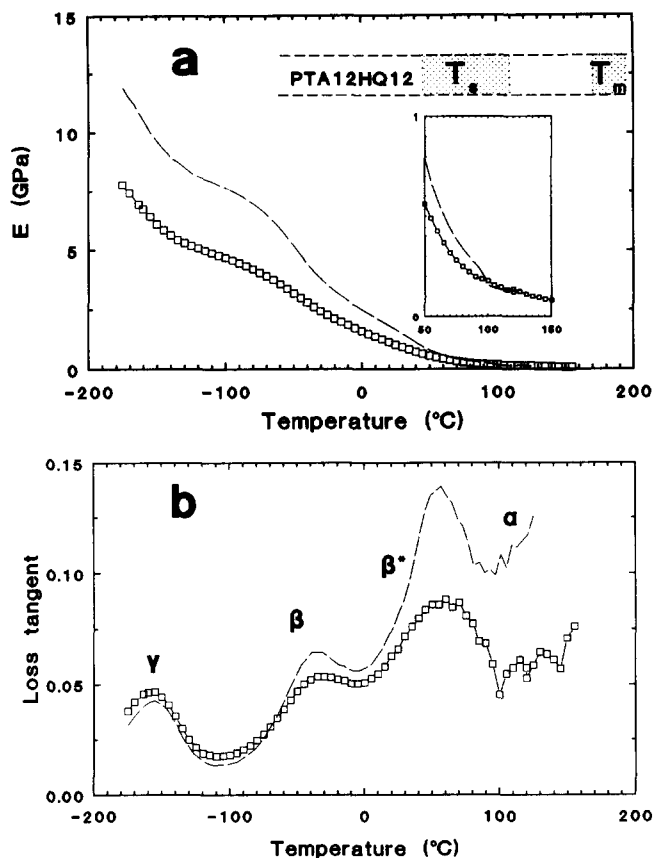 15
a
PTA12HQ12
Ts
Tm
10
1
E (GPa)
5
0
50
100
150
0
-200
-100
0
100
200
Temperature (°C)
0.15
b
α
β*
0.10
β
Loss tangent
γ
0.05
0.00
-200
-100
0
100
200
Temperature (°C)